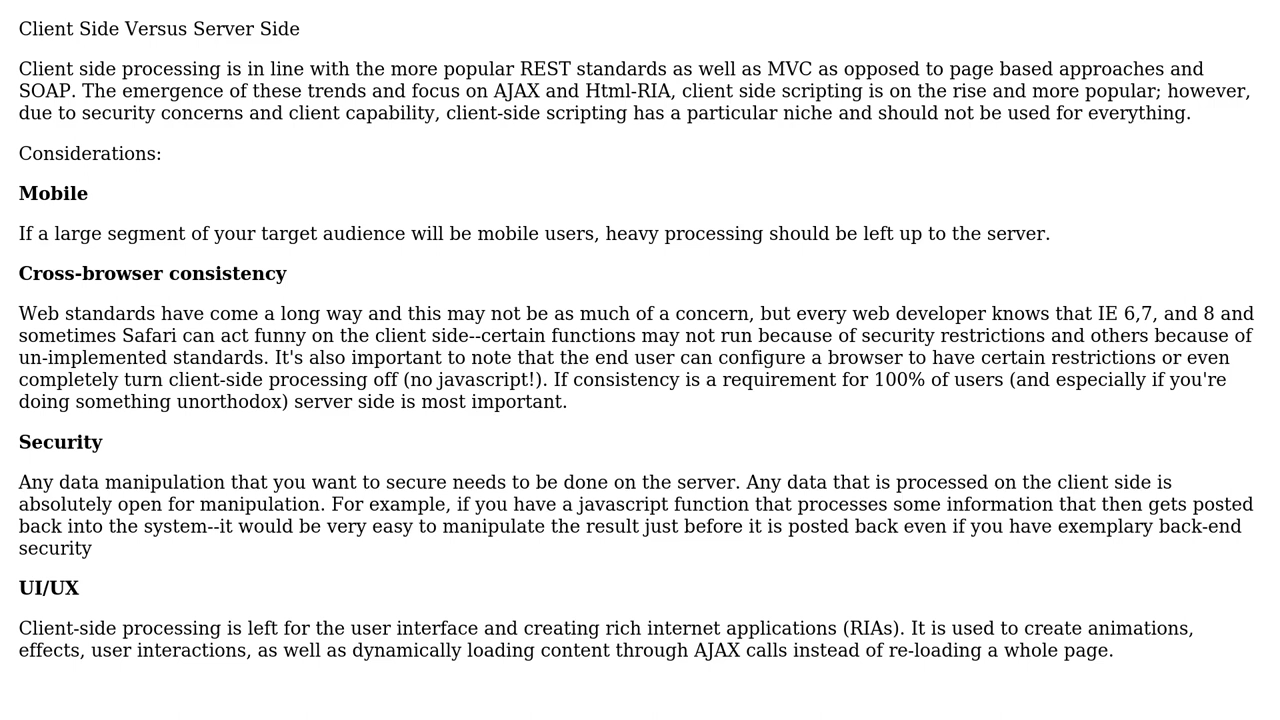 Client Side Versus Server Side
Client side processing is in line with the more popular REST standards as well as MVC as opposed to page based approaches and
SOAP. The emergence of these trends and focus on AJAX and Html-RIA, client side scripting is on the rise and more popular; however,
due to security concerns and client capability, client-side scripting has a particular niche and should not be used for everything.
Considerations:
Mobile
If a large segment of your target audience will be mobile users, heavy processing should be left up to the server.
Cross-browser consistency
Web standards have come a long way and this may not be as much of a concern, but every web developer knows that IE 6,7, and 8 and
sometimes Safari can act funny on the client side--certain functions may not run because of security restrictions and others because of
un-implemented standards. It's also important to note that the end user can configure a browser to have certain restrictions or even
completely turn client-side processing off (no javascript!). If consistency is a requirement for 100% of users (and especially if you're
doing something unorthodox) server side is most important.
Security
Any data manipulation that you want to secure needs to be done on the server. Any data that is processed on the client side is
absolutely open for manipulation. For example, if you have a javascript function that processes some information that then gets posted
back into the system--it would be very easy to manipulate the result just before it is posted back even if you have exemplary back-end
security
UI/UX
Client-side processing is left for the user interface and creating rich internet applications (RIAs). It is used to create animations,
effects, user interactions, as well as dynamically loading content through AJAX calls instead of re-loading a whole page.